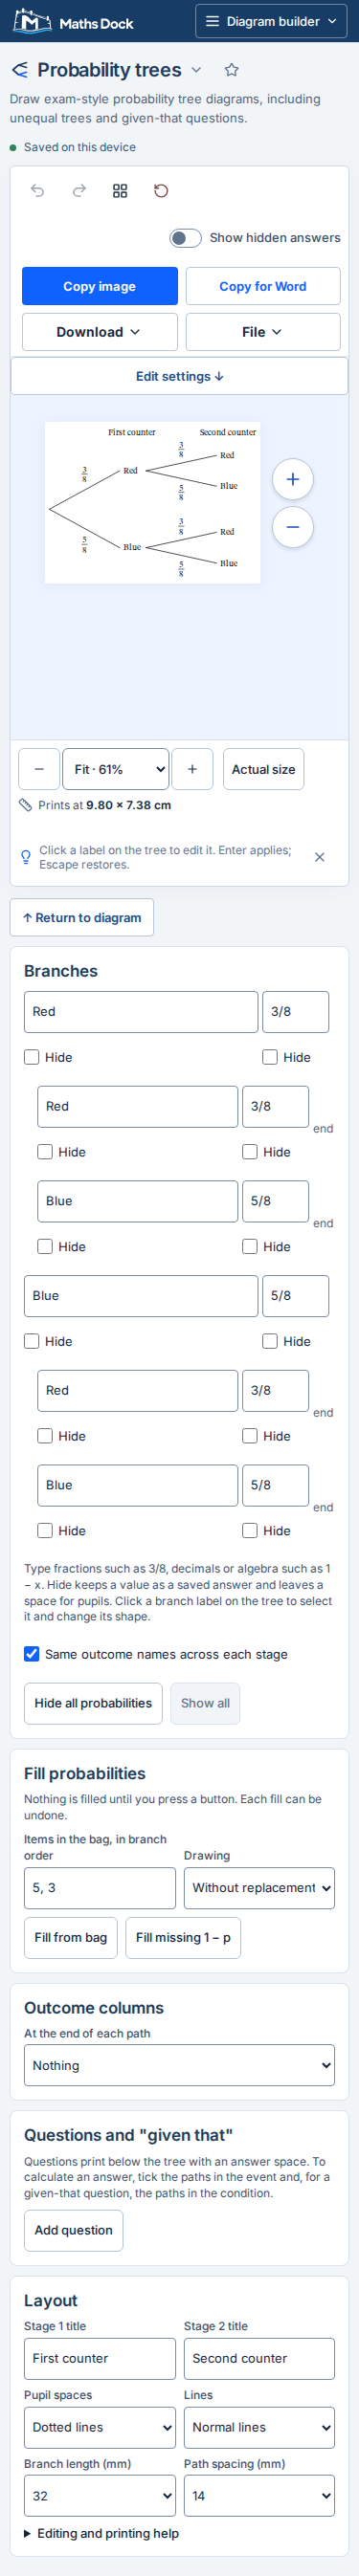 Maths Dock
Diagram builder
Probability trees
Draw exam-style probability tree diagrams, including
unequal trees and given-that questions.
Saved on this device
Show hidden answers
Copy image
Copy for Word
Download
File
Edit settings ↓
First counter
Second counter
3/8
Red
3/8
Red
5/8
Blue
5/8
Blue
3/8
Red
5/8
Blue
+
−
−
Fit · 61%
+
Actual size
Prints at 9.80 × 7.38 cm
Click a label on the tree to edit it. Enter applies;
Escape restores.
↑ Return to diagram
Branches
Red
3/8
Hide
Hide
Red
3/8
end
Hide
Hide
Blue
5/8
end
Hide
Hide
Blue
5/8
Hide
Hide
Red
3/8
end
Hide
Hide
Blue
5/8
end
Hide
Hide
Type fractions such as 3/8, decimals or algebra such as 1
− x. Hide keeps a value as a saved answer and leaves a
space for pupils. Click a branch label on the tree to select
it and change its shape.
Same outcome names across each stage
Hide all probabilities
Show all
Fill probabilities
Nothing is filled until you press a button. Each fill can be
undone.
Items in the bag, in branch
order
Drawing
5, 3
Without replacement
Fill from bag
Fill missing 1 − p
Outcome columns
At the end of each path
Nothing
Questions and "given that"
Questions print below the tree with an answer space. To
calculate an answer, tick the paths in the event and, for a
given-that question, the paths in the condition.
Add question
Layout
Stage 1 title
Stage 2 title
First counter
Second counter
Pupil spaces
Lines
Dotted lines
Normal lines
Branch length (mm)
Path spacing (mm)
32
14
Editing and printing help